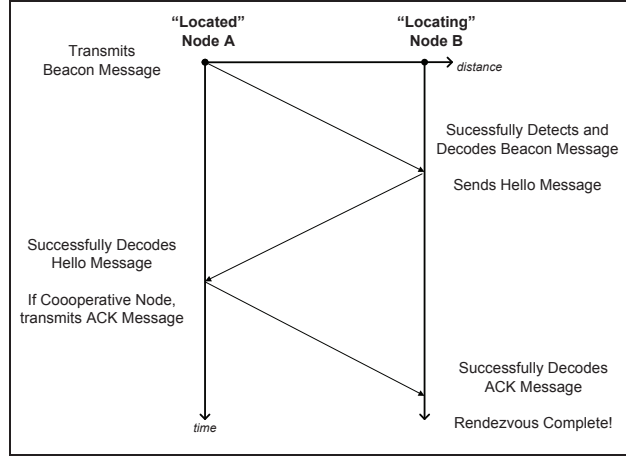 “Located”
Node A
“Locating”
Node B
Transmits
Beacon Message
distance
Sucessfully Detects and
Decodes Beacon Message
Sends Hello Message
Successfully Decodes
Hello Message
If Coooperative Node,
transmits ACK Message
Successfully Decodes
ACK Message
Rendezvous Complete!
time